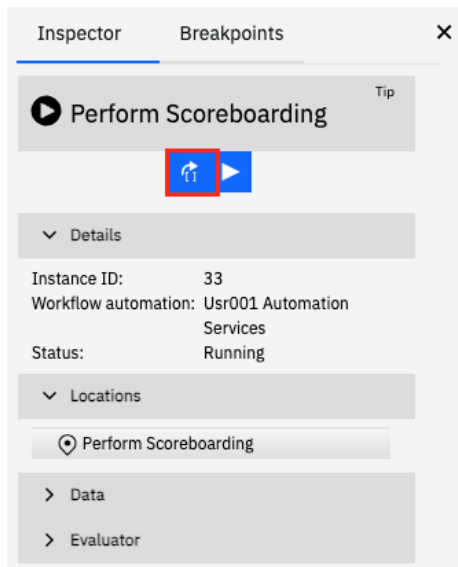 Inspector Breakpoints
Tip
Perform Scoreboarding
Details
Instance ID: 33
Workflow automation: Usr001 Automation
Services
Status: Running
Locations
Perform Scoreboarding
Data
Evaluator